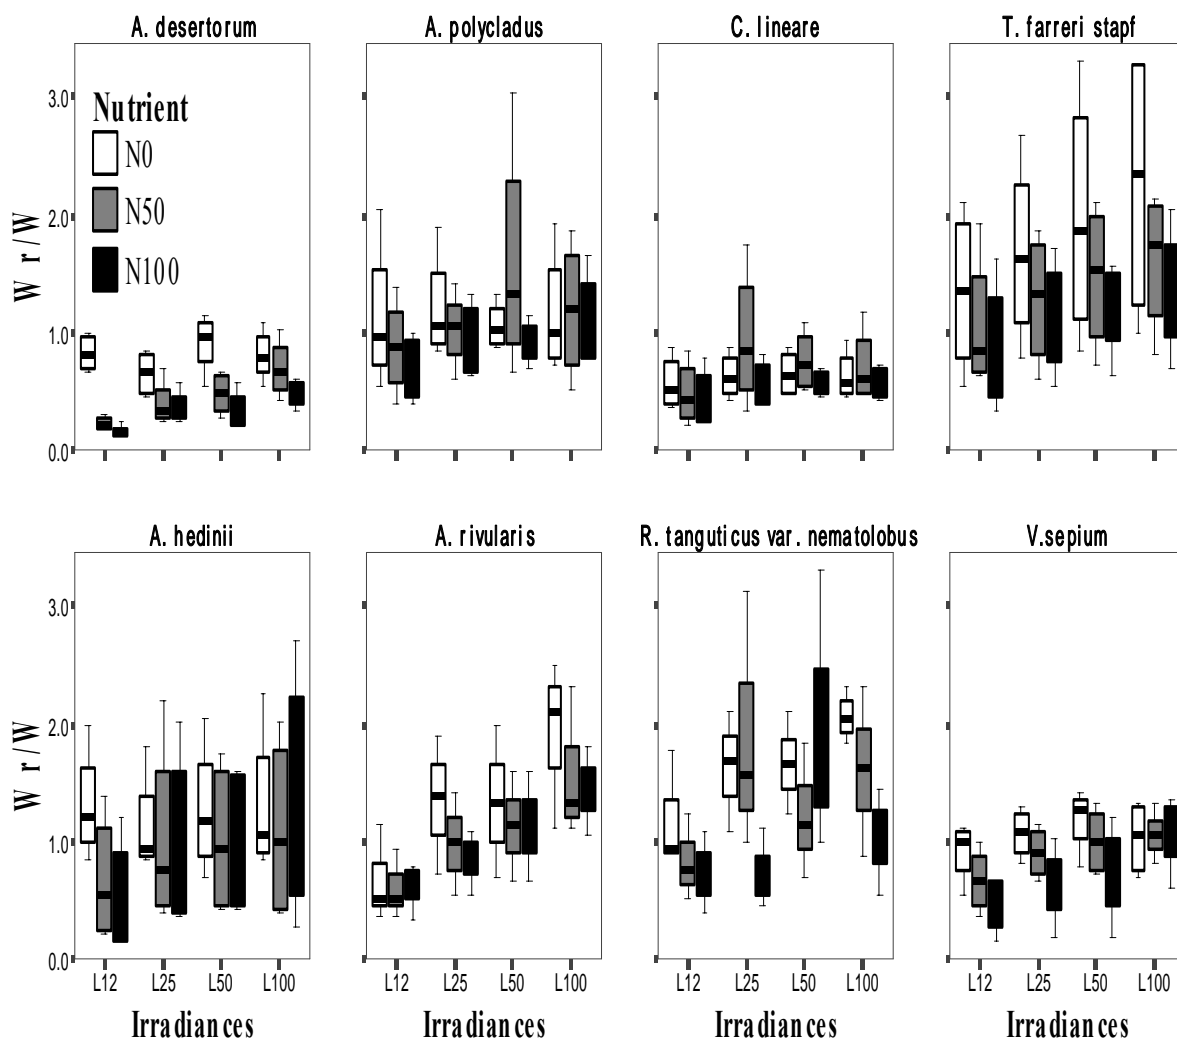 A. desertorum
A. polycladus
C. lineare
T. farreri stapf
Nutrient
N0
N50
N100
W r/W
3.0
2.0
1.0
0.0
A. hedinii
A. rivularis
R. tanguticus var. nematolobus
V.sepium
W r/W
3.0
2.0
1.0
0.0
L12 L25 L50 L100
L12 L25 L50 L100
L12 L25 L50 L100
L12 L25 L50 L100
Irradiances
Irradiances
Irradiances
Irradiances